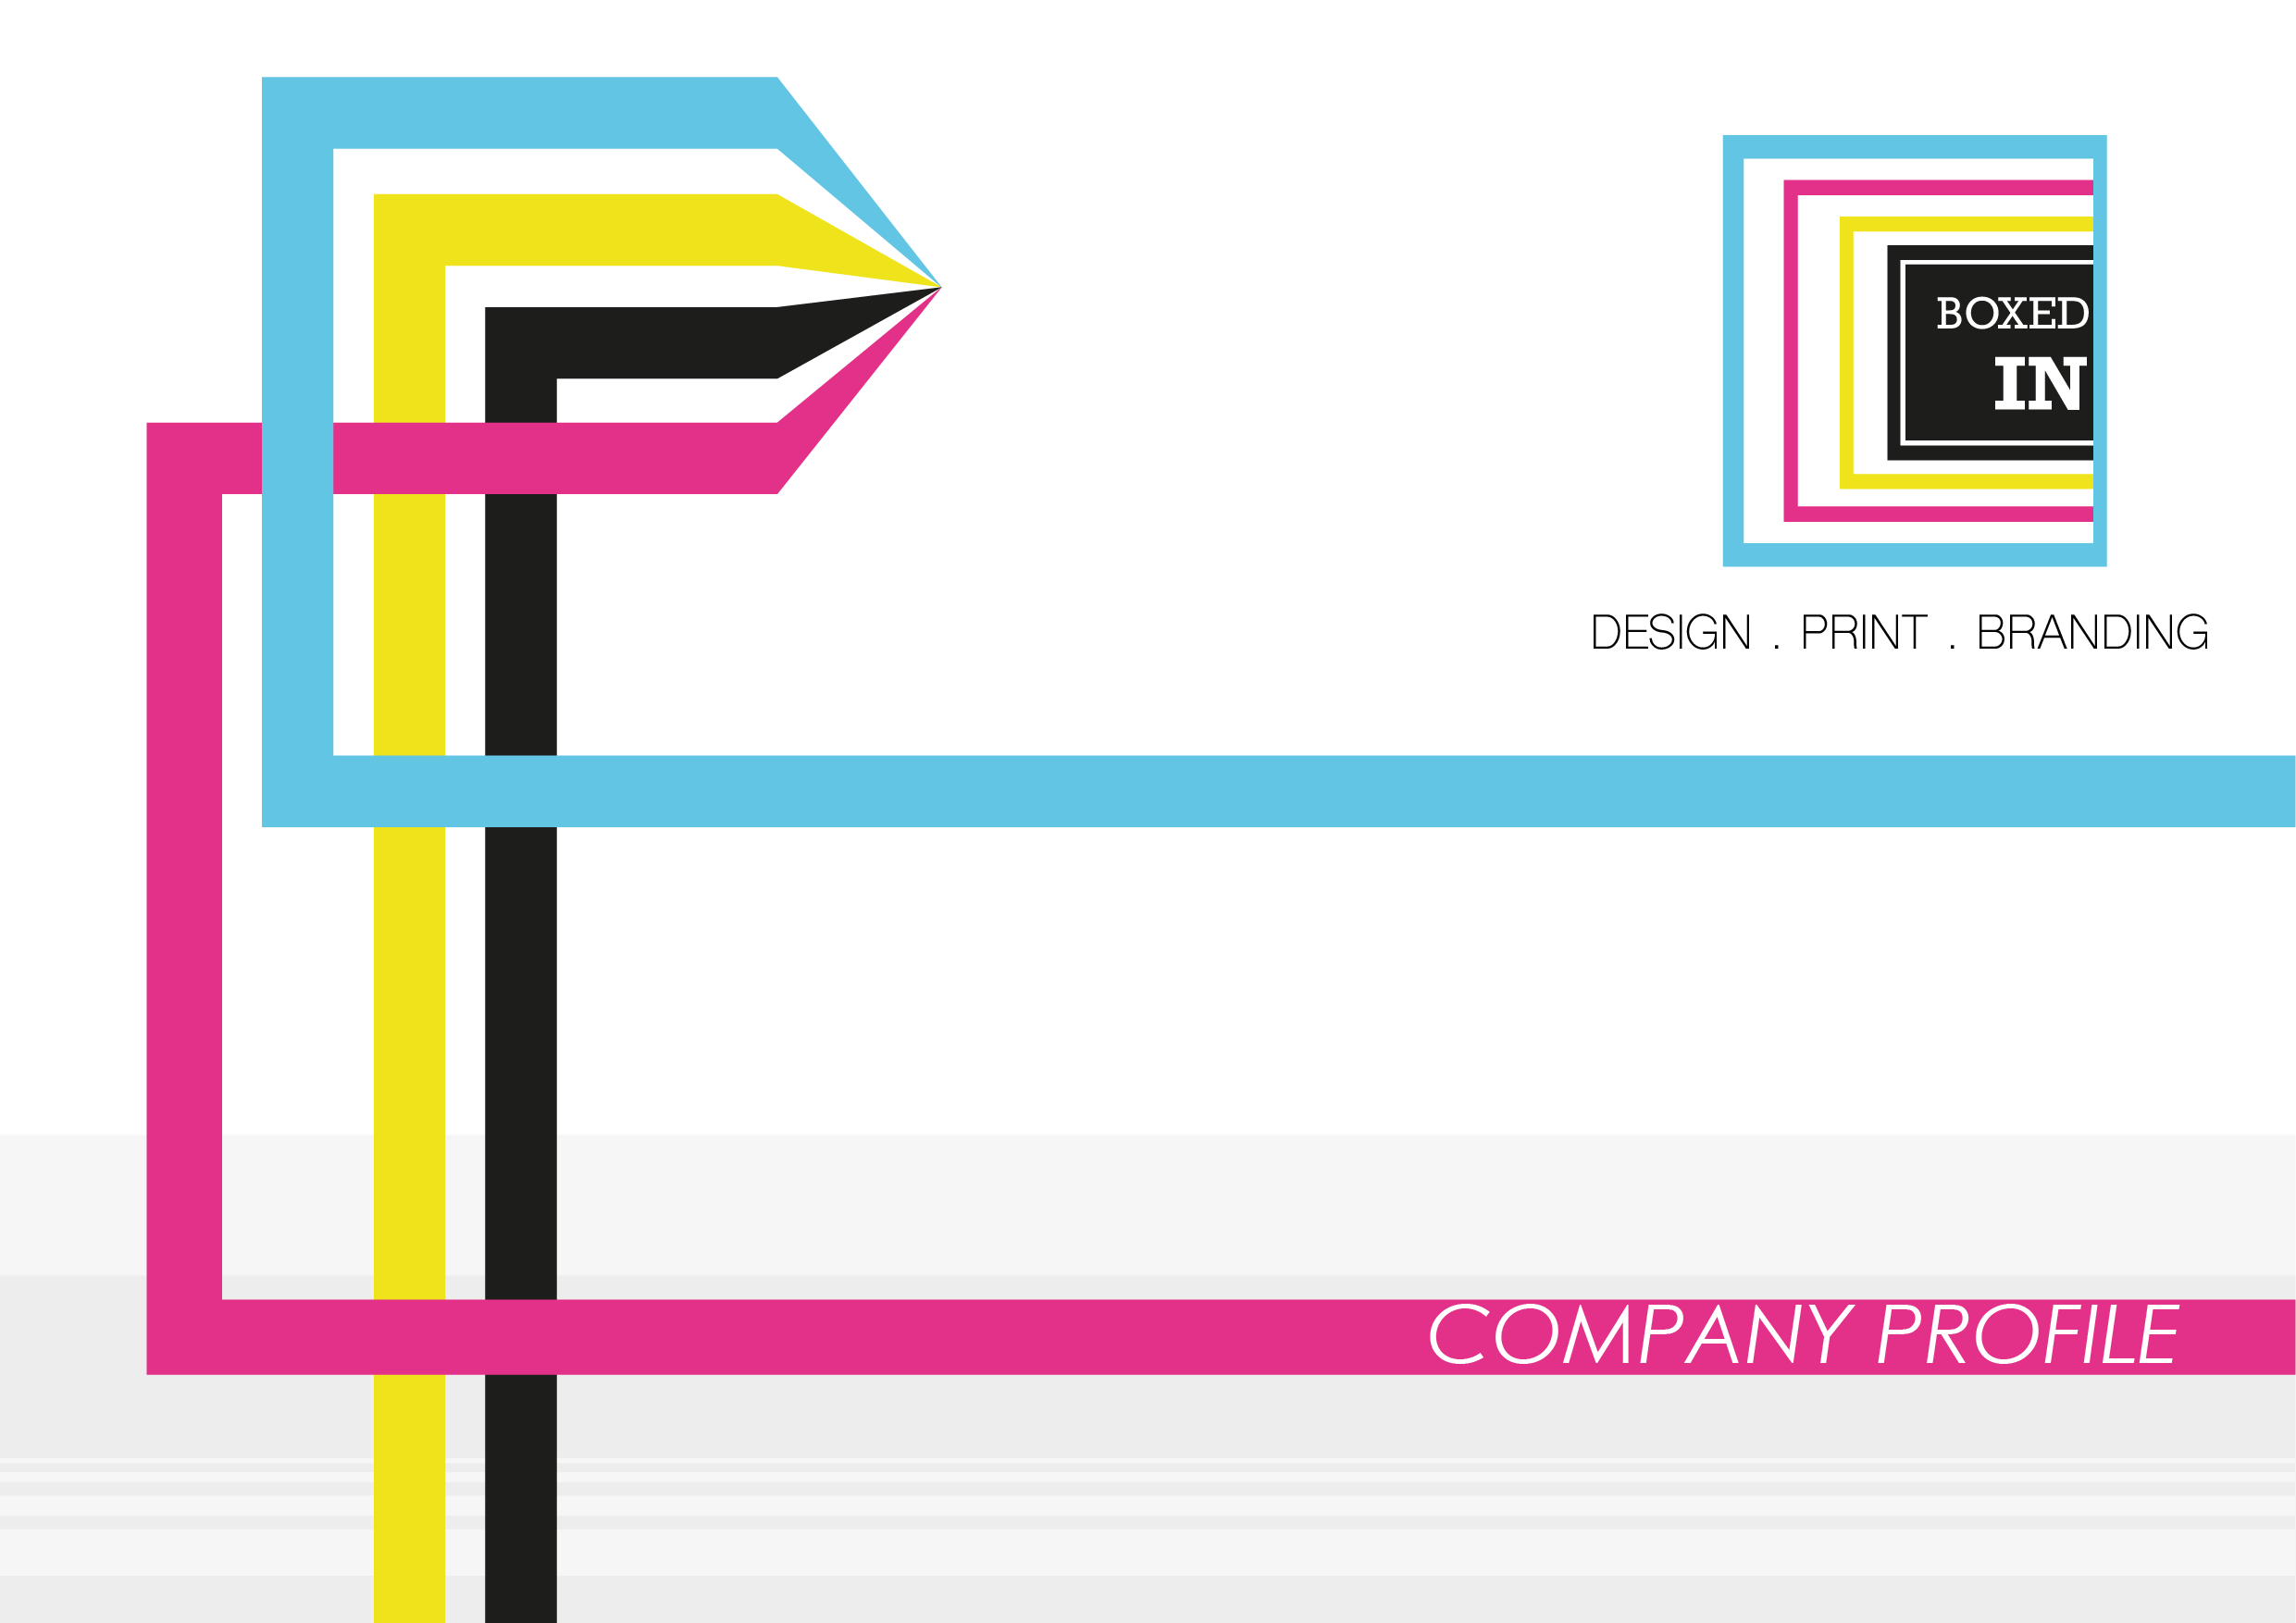 BOXED
IN
DESIGN . PRINT . BRANDING
COMPANY PROFILE